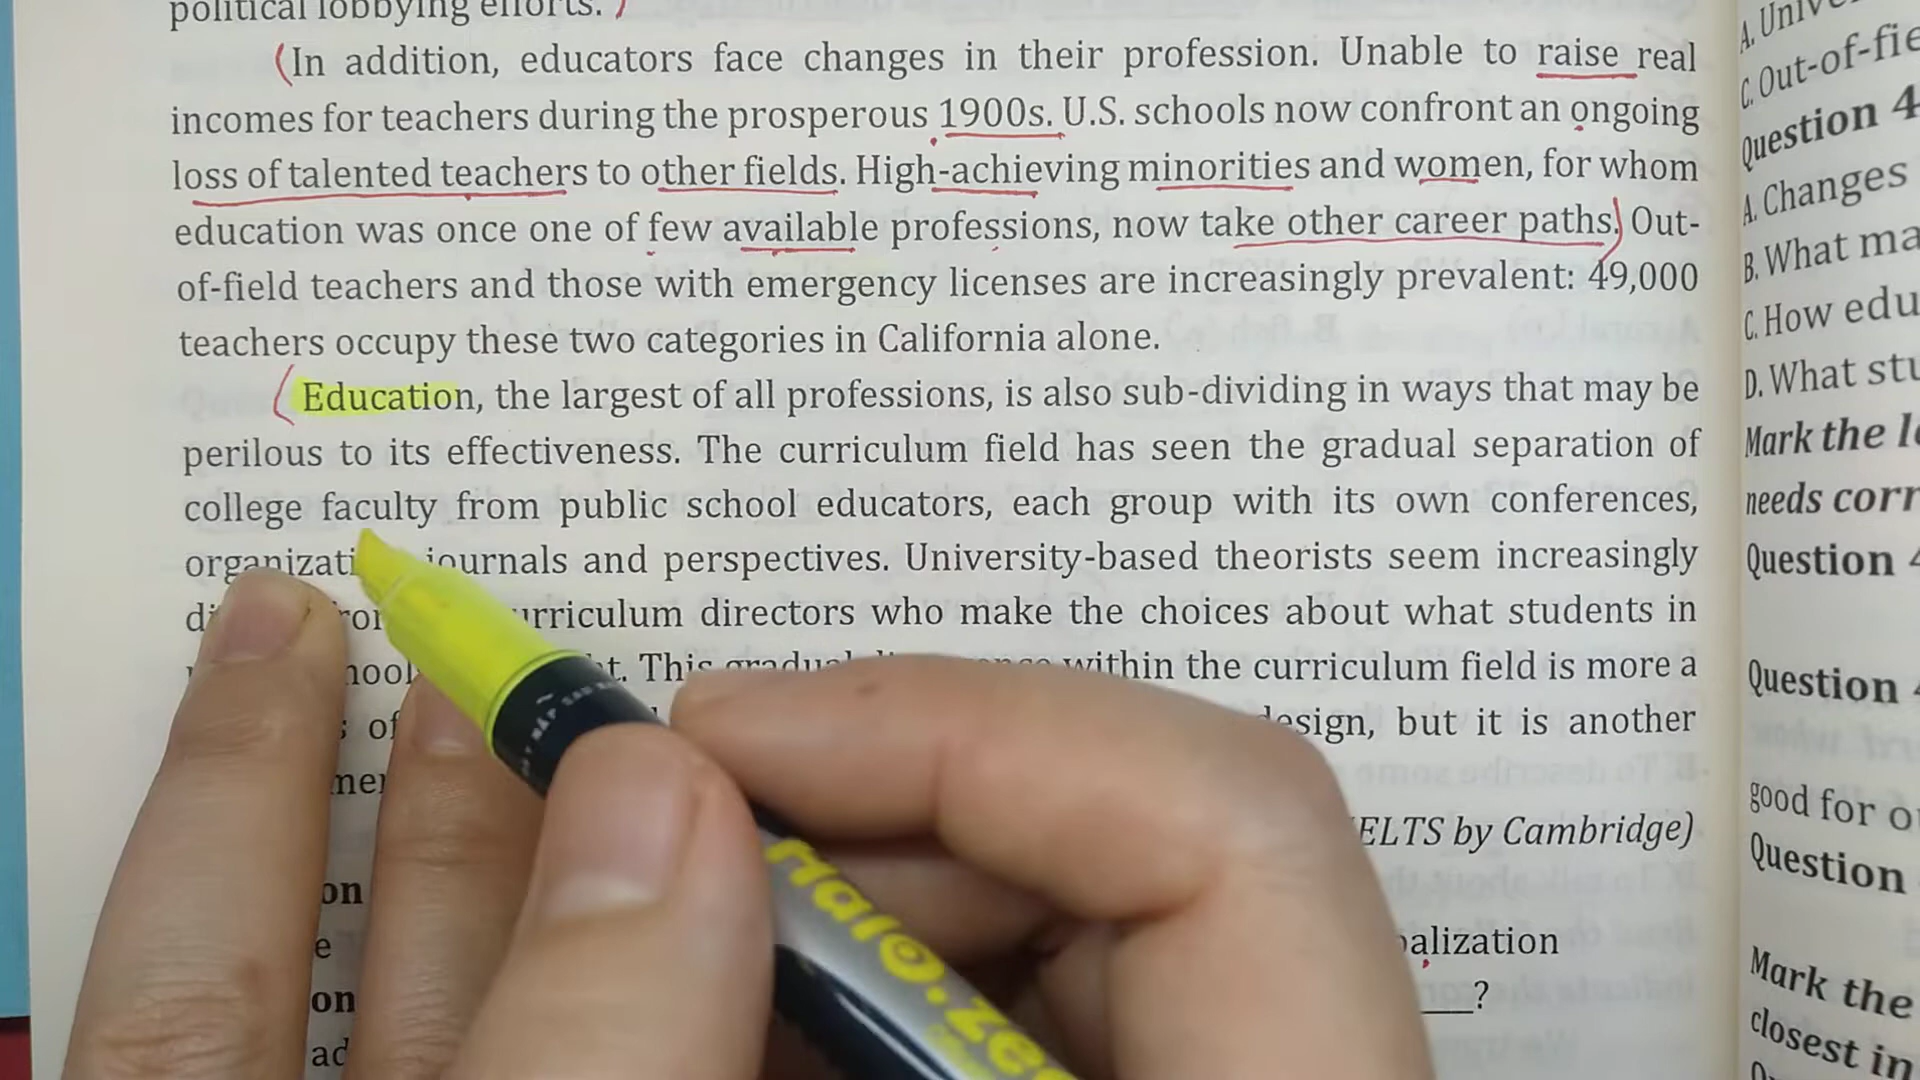 political lobbying efforts.
In addition, educators face changes in their profession. Unable to raise real
incomes for teachers during the prosperous 1900s. U.S. schools now confront an ongoing
loss of talented teachers to other fields. High-achieving minorities and women, for whom
education was once one of few available professions, now take other career paths. Out-
of-field teachers and those with emergency licenses are increasingly prevalent: 49,000
teachers occupy these two categories in California alone.
Education, the largest of all professions, is also sub-dividing in ways that may be
perilous to its effectiveness. The curriculum field has seen the gradual separation of
college faculty from public school educators, each group with its own conferences,
journals and perspectives. University-based theorists seem increasingly
directors who make the choices about what students in
This within the curriculum field is more a
of design, but it is another
ELTS by Cambridge)
on
alization
on
?
A.
C. Out-of-fie
Question 4
A. Changes
B. What ma
C. How edu
D. What stu
Mark the
needs corr
Question
Question
good for
Question
Mark the
closest in
HalO.